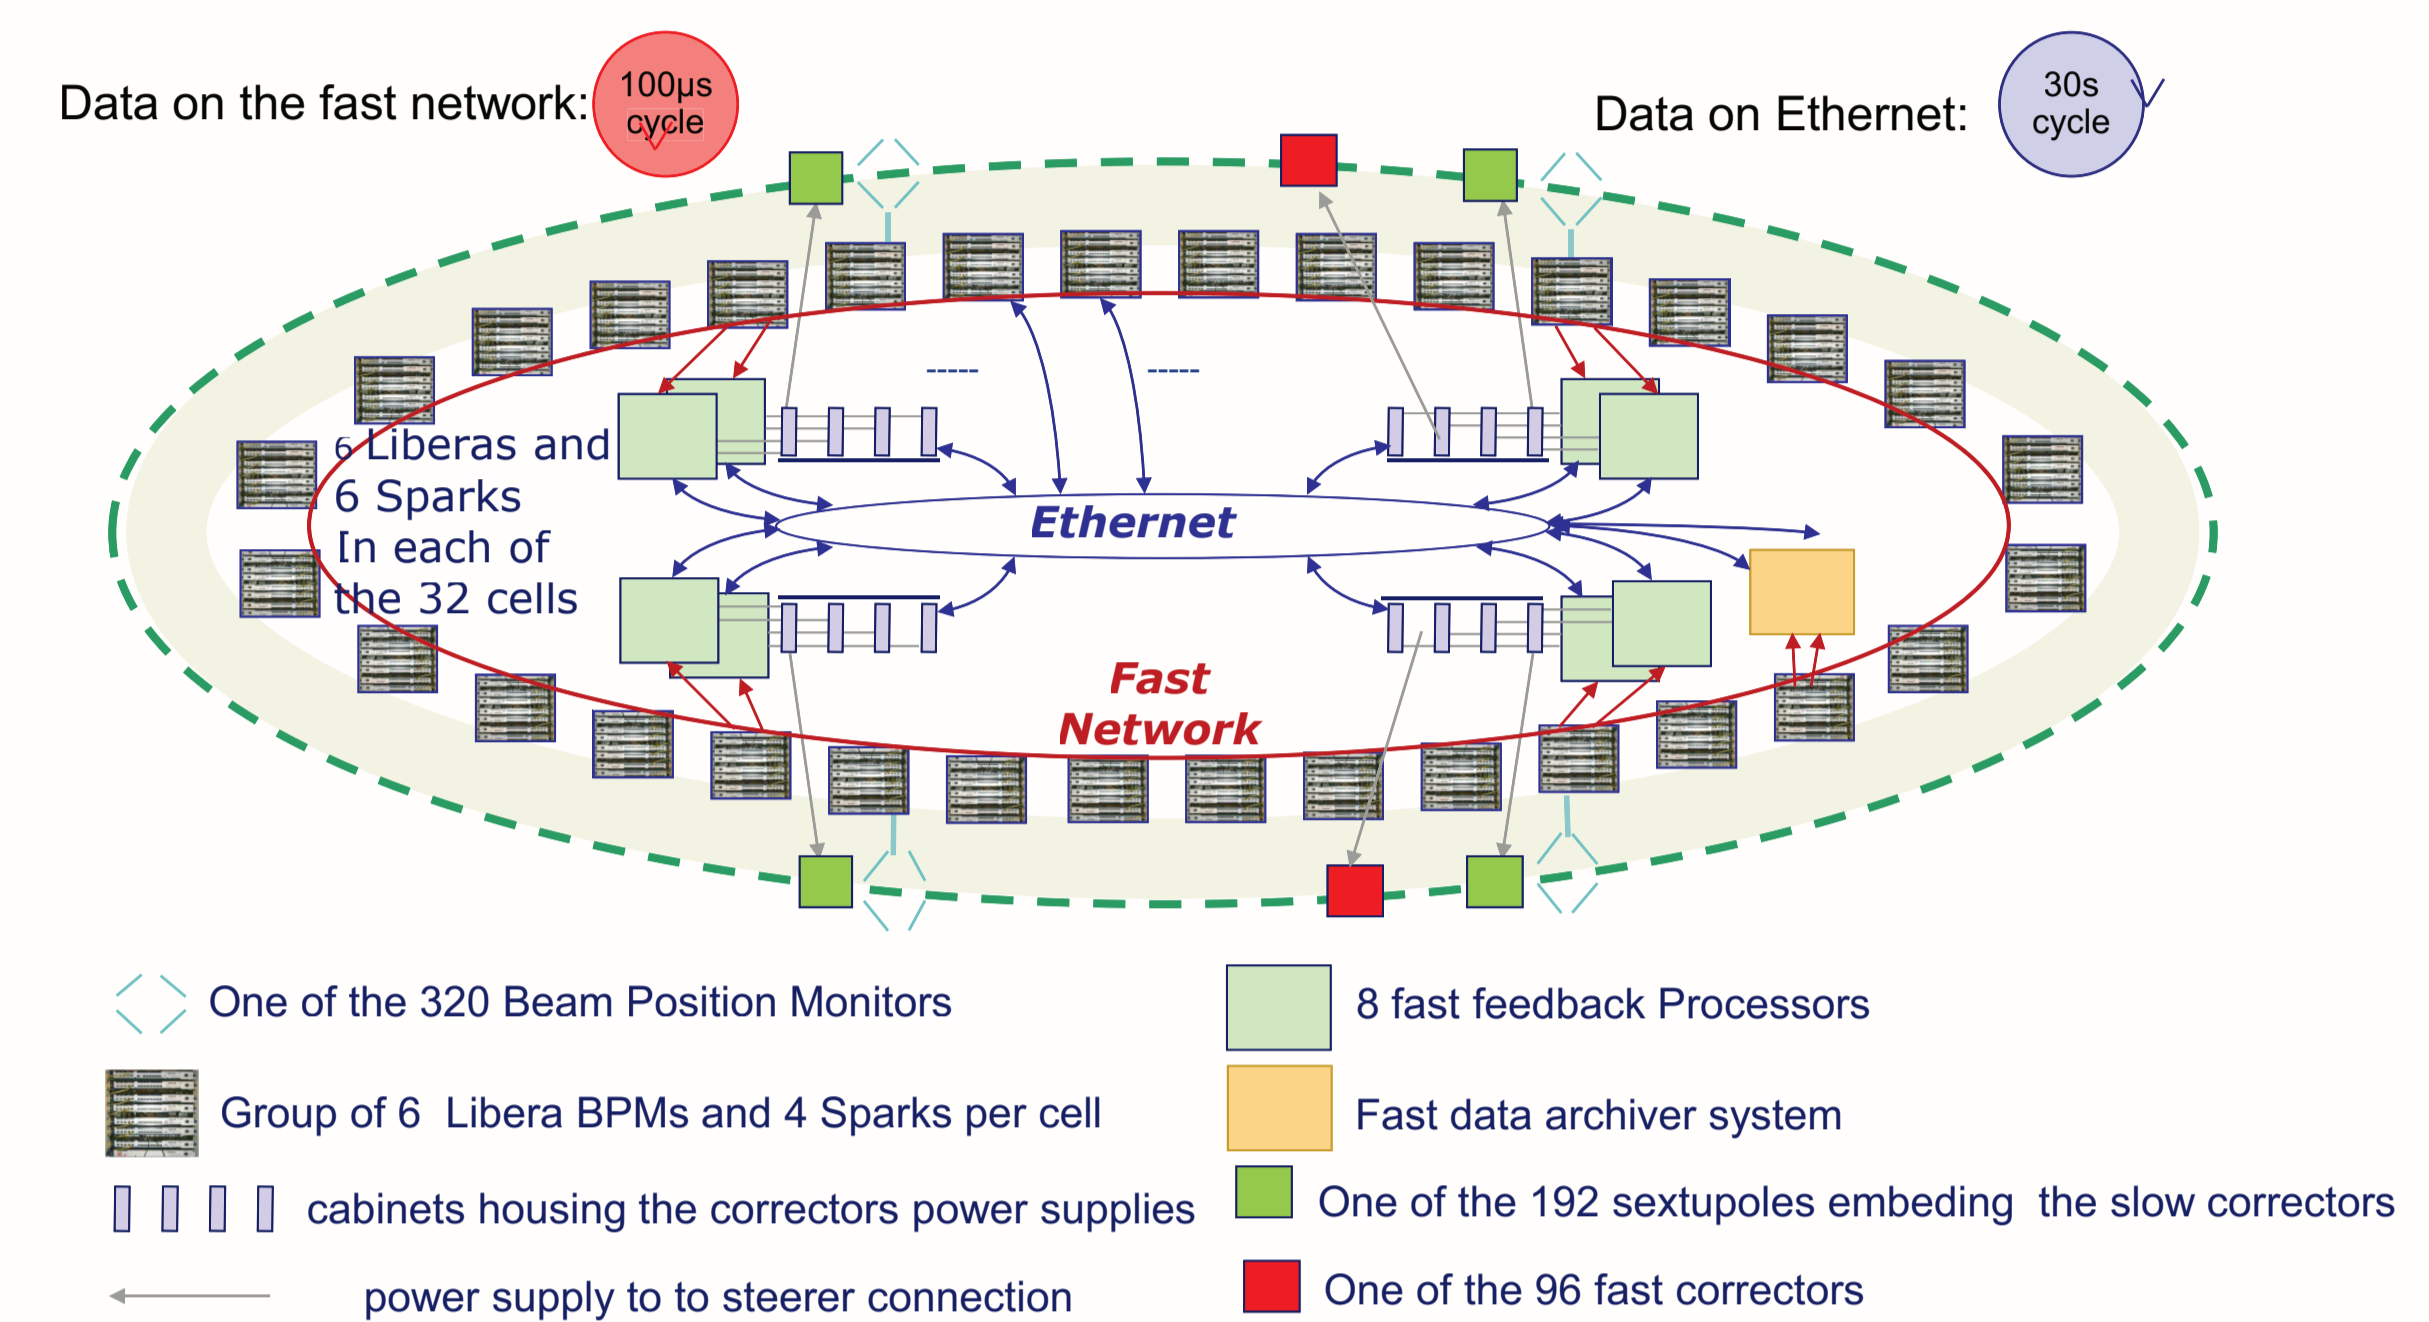 Data on the fast network:
100µs
cycle
Data on Ethernet:
30s
cycle
6 Liberas and
6 Sparks
In each of
the 32 cells
-----
-----
Ethernet
Fast
Network
One of the 320 Beam Position Monitors
Group of 6  Libera BPMs and 4 Sparks per cell
cabinets housing the correctors power supplies
power supply to to steerer connection
8 fast feedback Processors
Fast data archiver system
One of the 192 sextupoles embeding  the slow correctors
One of the 96 fast correctors